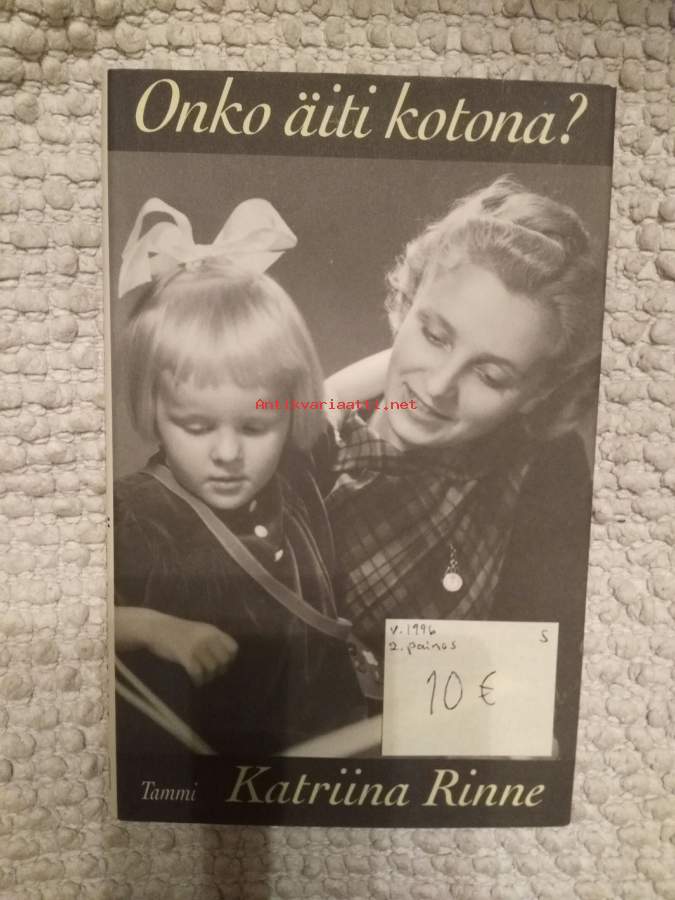 Onko äiti kotona?
Antikvariaatti.net
v. 1996
S
2. painos
10 €
Tammi
Katriina Rinne